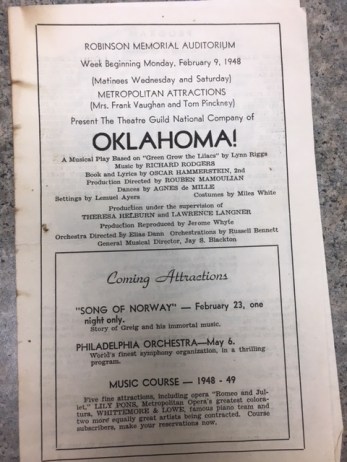 ROBINSON MEMORIAL AUDITORIUM
Week Beginning Monday, February 9, 1948
(Matinees Wednesday and Saturday)
METROPOLITAN ATTRACTIONS
(Mrs. Frank Vaughan and Tom Pinckney)
Present The Theatre Guild National Company of
OKLAHOMA!
A Musical Play Based on "Green Grow the Lilacs" by Lynn Riggs
Music by RICHARD RODGERS
Book and Lyrics by OSCAR HAMMERSTEIN, 2nd
Production Directed by ROUBEN MAMOULIAN
Dances by AGNES de MILLE
Settings by Lemuel Ayers Costumes by Miles White
Production under the supervision of
THERESA HELBURN and LAWRENCE LANGNER
Production Reproduced by Jerome Whyte
Orchestra Directed by Elias Dann Orchestrations by Russell Bennett
General Musical Director, Jay S. Blackton
Coming Attractions
"SONG OF NORWAY" — February 23, one
night only.
Story of Greig and his immortal music.
PHILADELPHIA ORCHESTRA—May 6.
World's finest symphony organization, in a thrilling
program.
MUSIC COURSE — 1948 - 49
Five fine attractions, including opera "Romeo and Jul-
iet," LILY PONS, Metropolitan Opera's greatest colora-
tura, WHITTEMORE & LOWE, famous piano team and
two more equally great artists being contracted. Course
subscribers, make your reservations now.